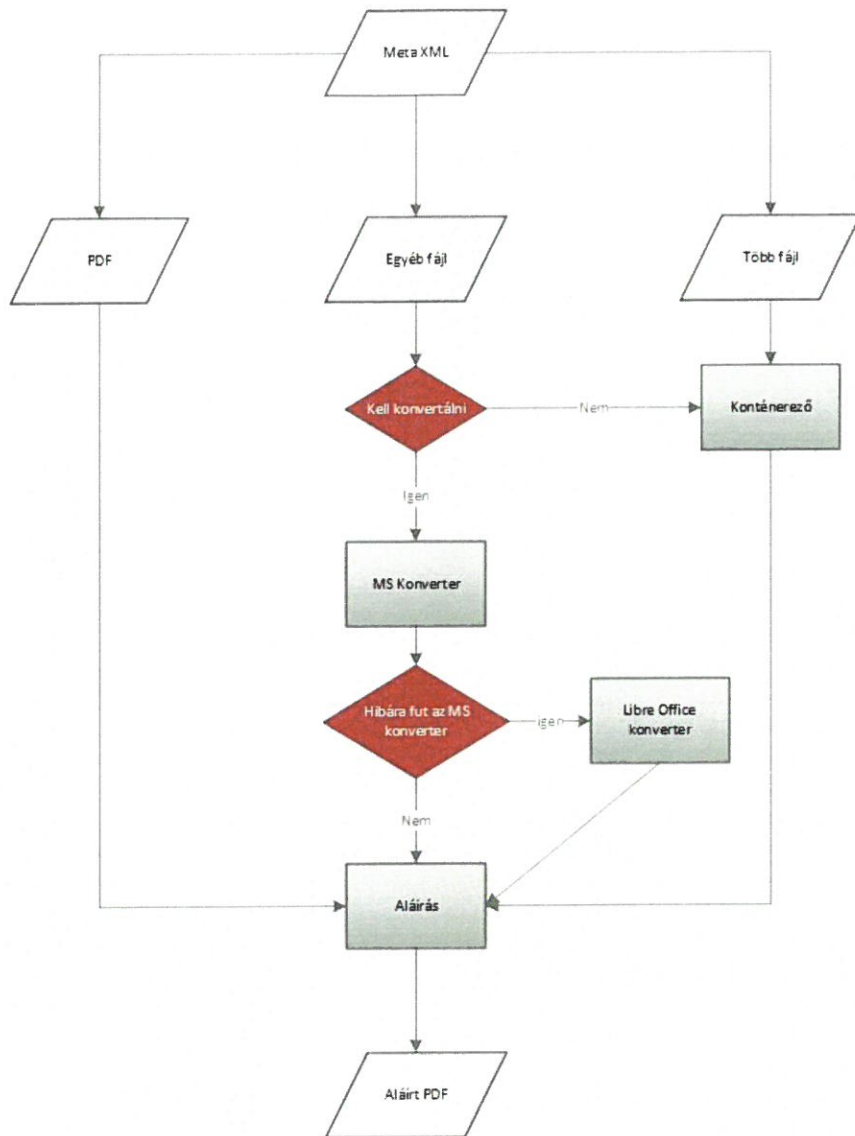 Meta XML
PDF
Egyéb fájl
Több fájl
Kell konvertálni
Nem
Konténerező
Igen
MS Konverter
Hibára fut az MS
konverter
Igen
Libre Office
konverter
Nem
Aláírás
Aláírt PDF